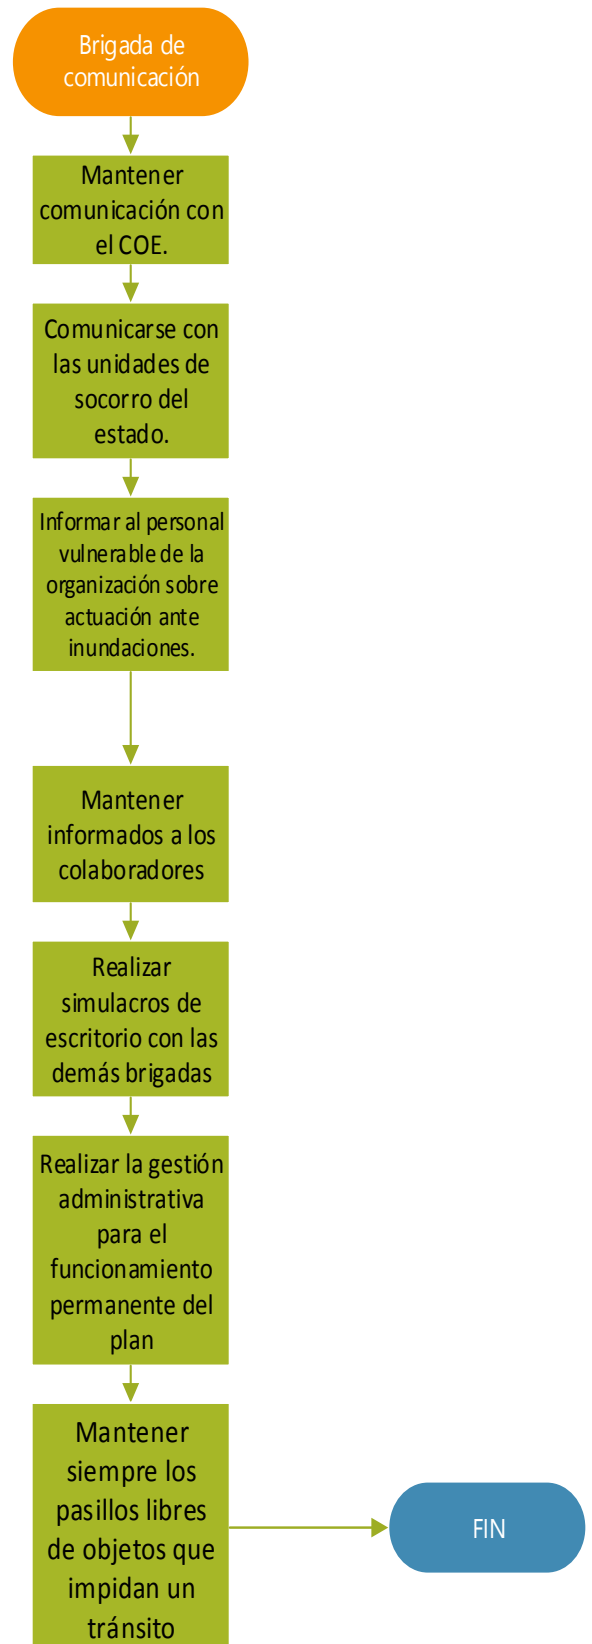 Brigada de
comunicación
Mantener
comunicación con
el COE.
Comunicarse con
las unidades de
socorro del
estado.
Informar al personal
vulnerable de la
organización sobre
actuación ante
inundaciones.
Mantener
informados a los
colaboradores
Realizar
simulacros de
escritorio con las
demás brigadas
Realizar la gestión
administrativa
para el
funcionamiento
permanente del
plan
Mantener
siempre los
pasillos libres
de objetos que
impidan un
tránsito
FIN